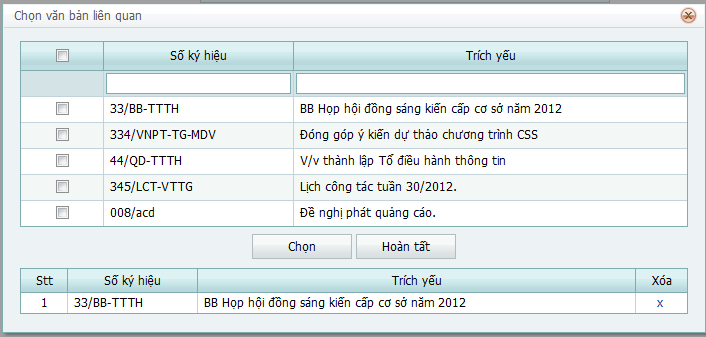 Chọn văn bản liên quan
Số ký hiệu Trích yếu
33/BB-TTTH BB Họp hội đồng sáng kiến cấp cơ sở năm 2012
334/VNPT-TG-MDV Đóng góp ý kiến dự thảo chương trình CSS
44/QD-TTTH V/v thành lập Tổ điều hành thông tin
345/LCT-VTTG Lịch công tác tuần 30/2012.
008/acd Đề nghị phát quảng cáo.
Chọn Hoàn tất
Stt Số ký hiệu Trích yếu Xóa
1 33/BB-TTTH BB Họp hội đồng sáng kiến cấp cơ sở năm 2012 x